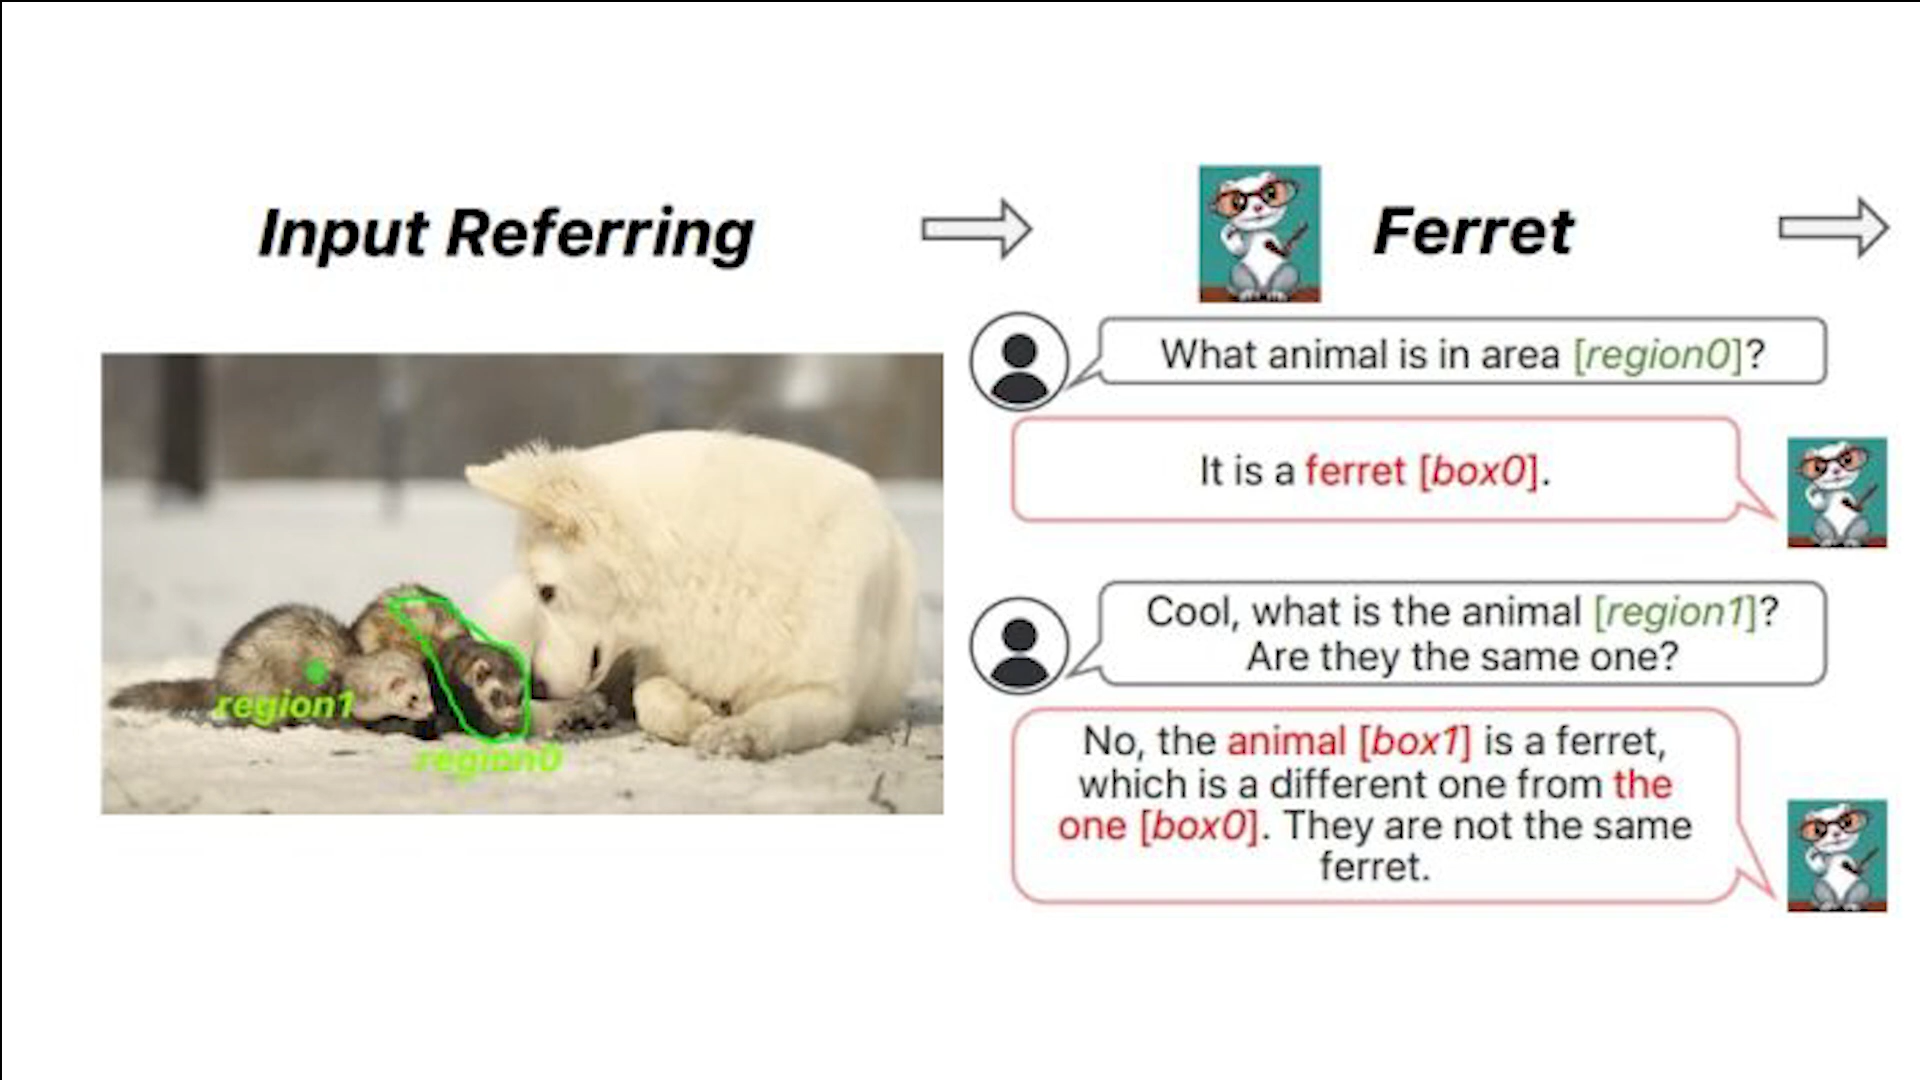 Input Referring
Ferret
region1
region0
What animal is in area [region0]?
It is a ferret [box0].
Cool, what is the animal [region1]?
Are they the same one?
No, the animal [box1] is a ferret,
which is a different one from the
one [box0]. They are not the same
ferret.